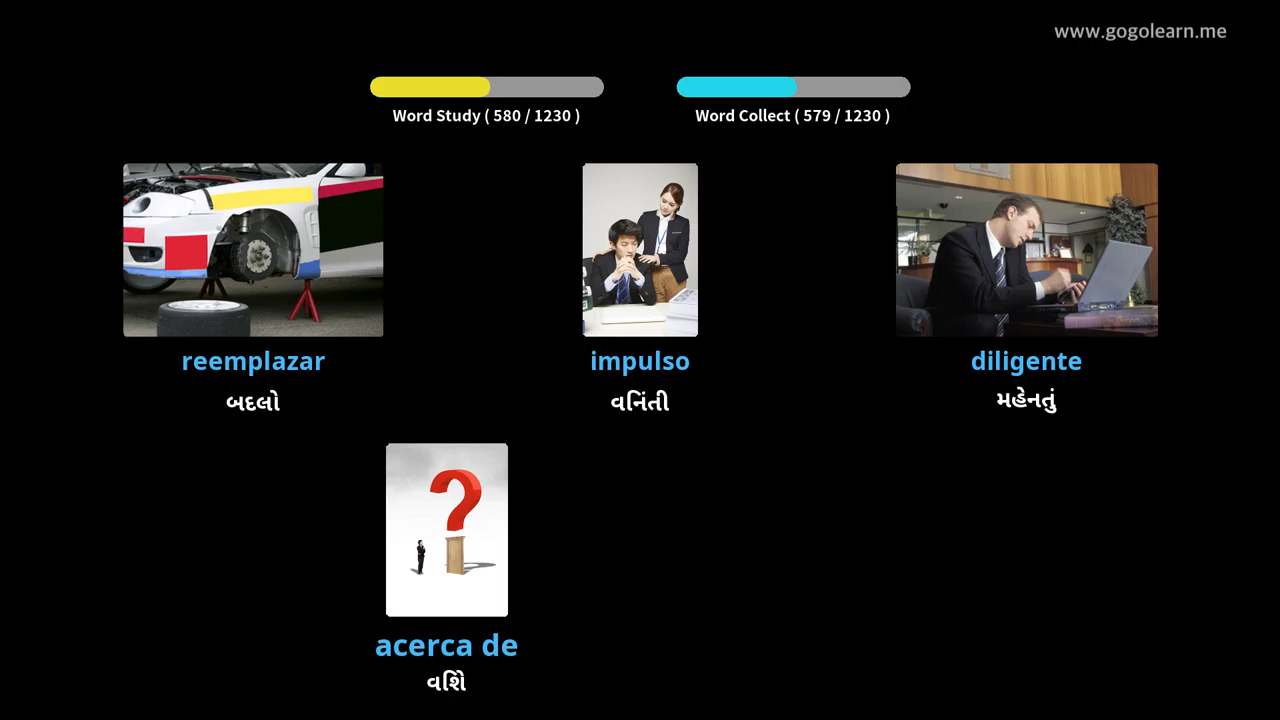 www.gogolearn.me
Word Study ( 580 / 1230 )
Word Collect ( 579 / 1230 )
reemplazar
impulso
diligente
બદલો
વિનંતી
મહેનતું
acerca de
વિશે